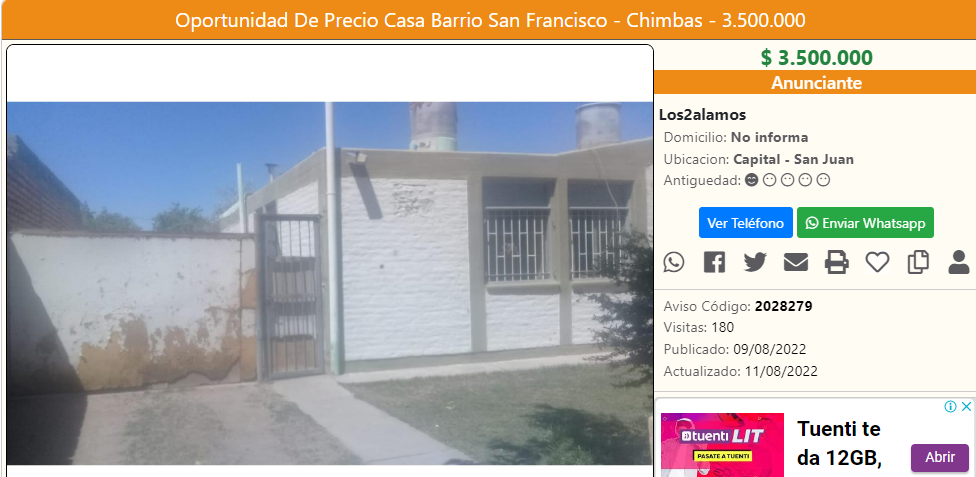 Oportunidad De Precio Casa Barrio San Francisco - Chimbas - 3.500.000
$ 3.500.000
Anunciante
Los2alamos
Domicilio: No informa
Ubicacion: Capital - San Juan
Antiguedad:
Ver Teléfono
Enviar Whatsapp
Aviso Código: 2028279
Visitas: 180
Publicado: 09/08/2022
Actualizado: 11/08/2022
tuenti LIT
PASATE A TUENTI
Tuenti te
da 12GB,
Abrir